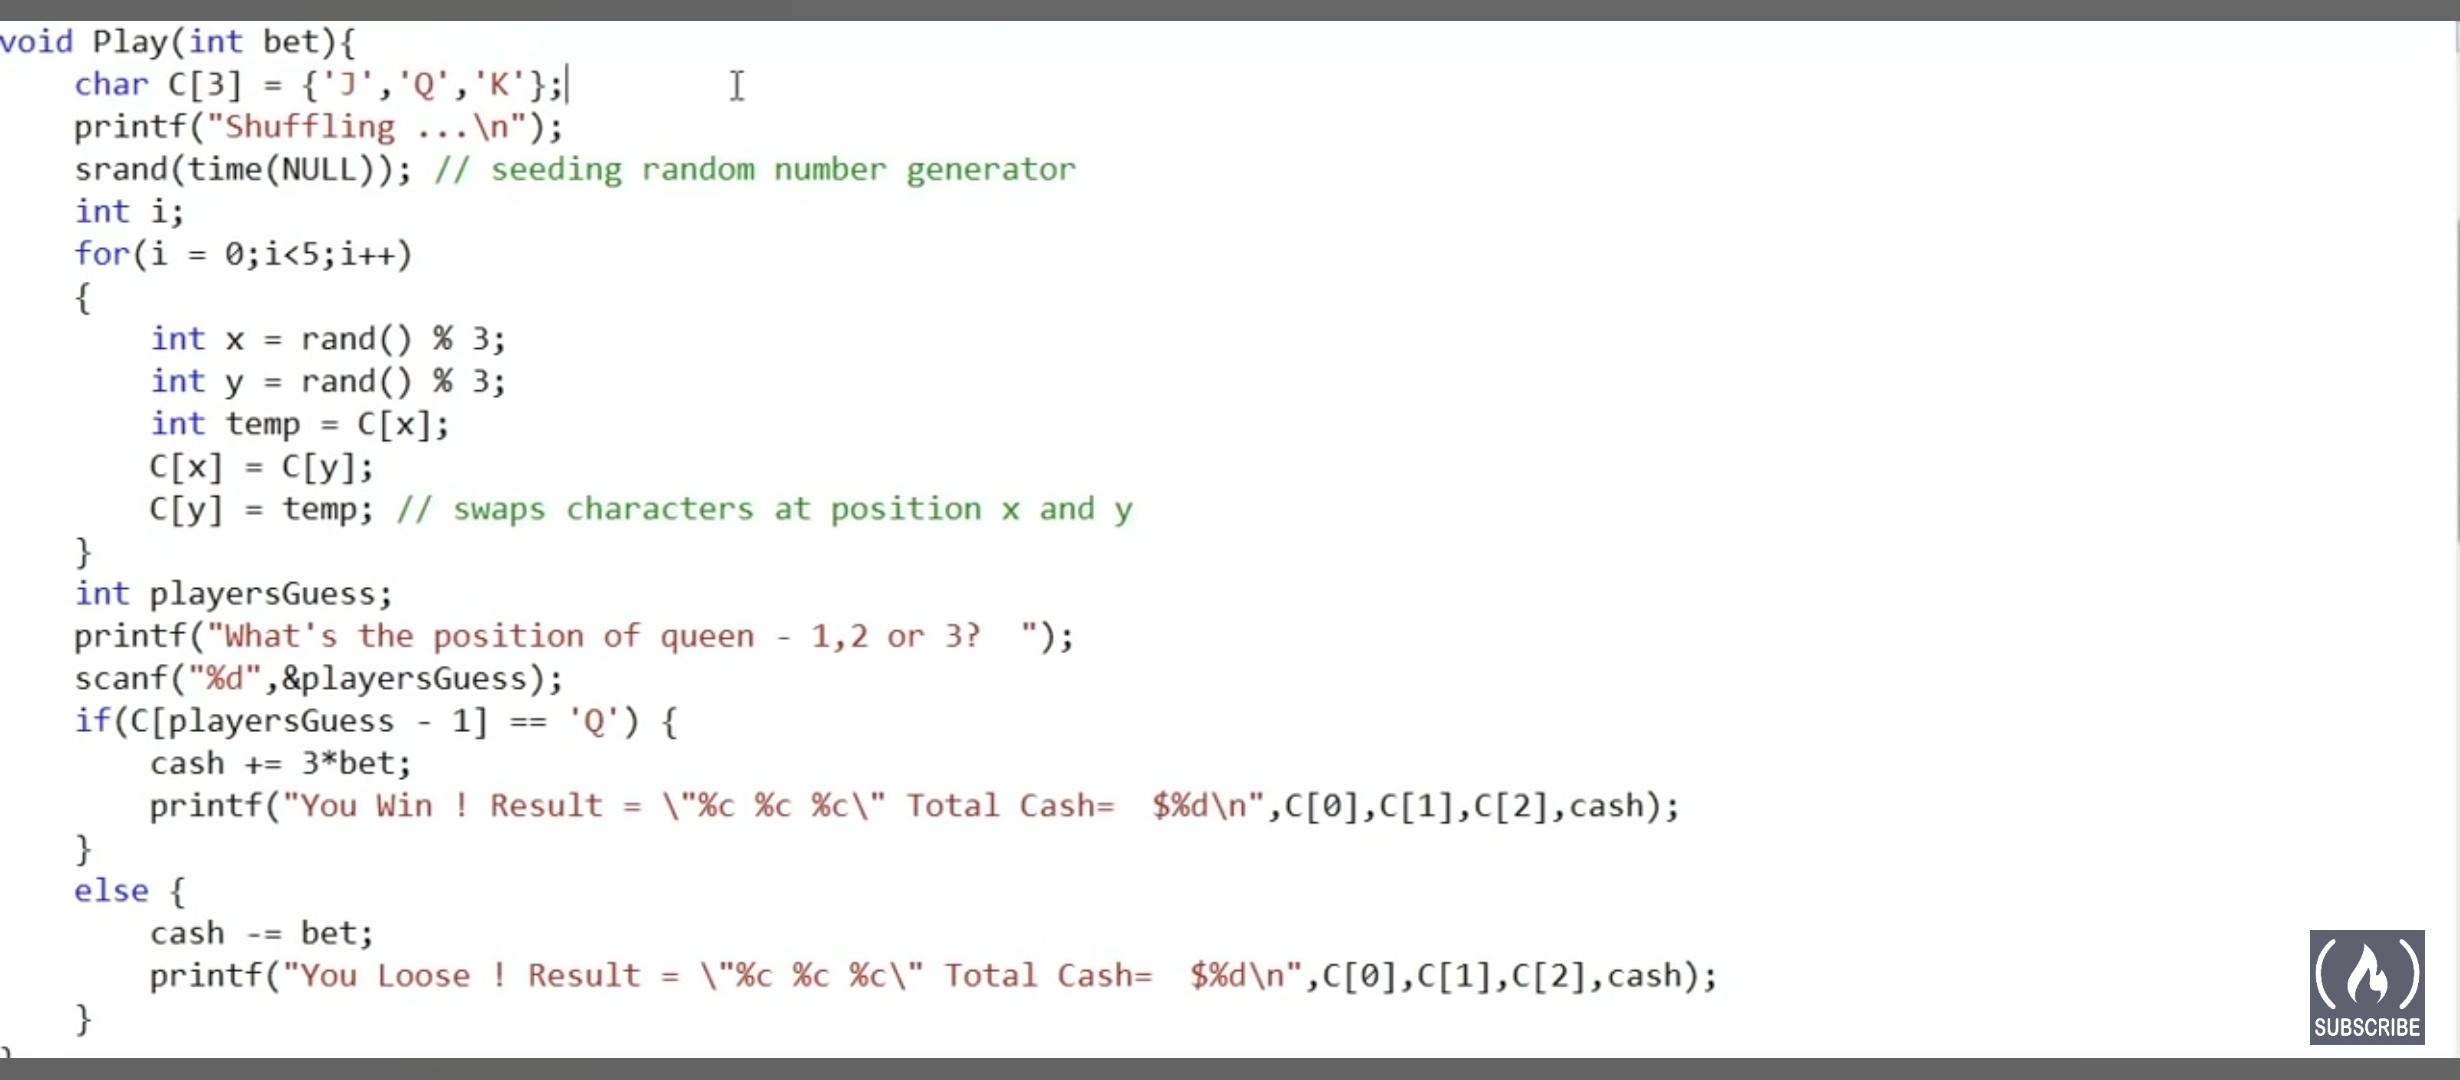 void Play(int bet){
    char C[3] = {'J','Q','K'};
    printf("Shuffling ...\n");
    srand(time(NULL)); // seeding random number generator
    int i;
    for(i = 0;i<5;i++)
    {
        int x = rand() % 3;
        int y = rand() % 3;
        int temp = C[x];
        C[x] = C[y];
        C[y] = temp; // swaps characters at position x and y
    }
    int playersGuess;
    printf("What's the position of queen - 1,2 or 3?  ");
    scanf("%d",&playersGuess);
    if(C[playersGuess - 1] == 'Q') {
        cash += 3*bet;
        printf("You Win ! Result = \"%c %c %c\" Total Cash=  $%d\n",C[0],C[1],C[2],cash);
    }
    else {
        cash -= bet;
        printf("You Loose ! Result = \"%c %c %c\" Total Cash=  $%d\n",C[0],C[1],C[2],cash);
    }
SUBSCRIBE